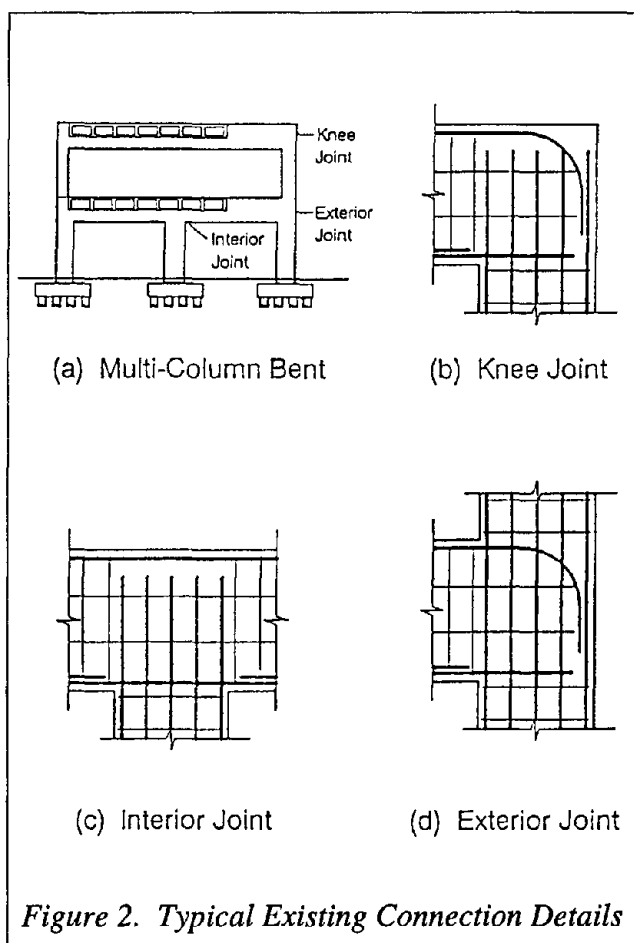 Knee
Joint
Exterior
Joint
Interior
Joint
(a) Multi-Column Bent
(b) Knee Joint
(c) Interior Joint
(d) Exterior Joint
Figure 2. Typical Existing Connection Details